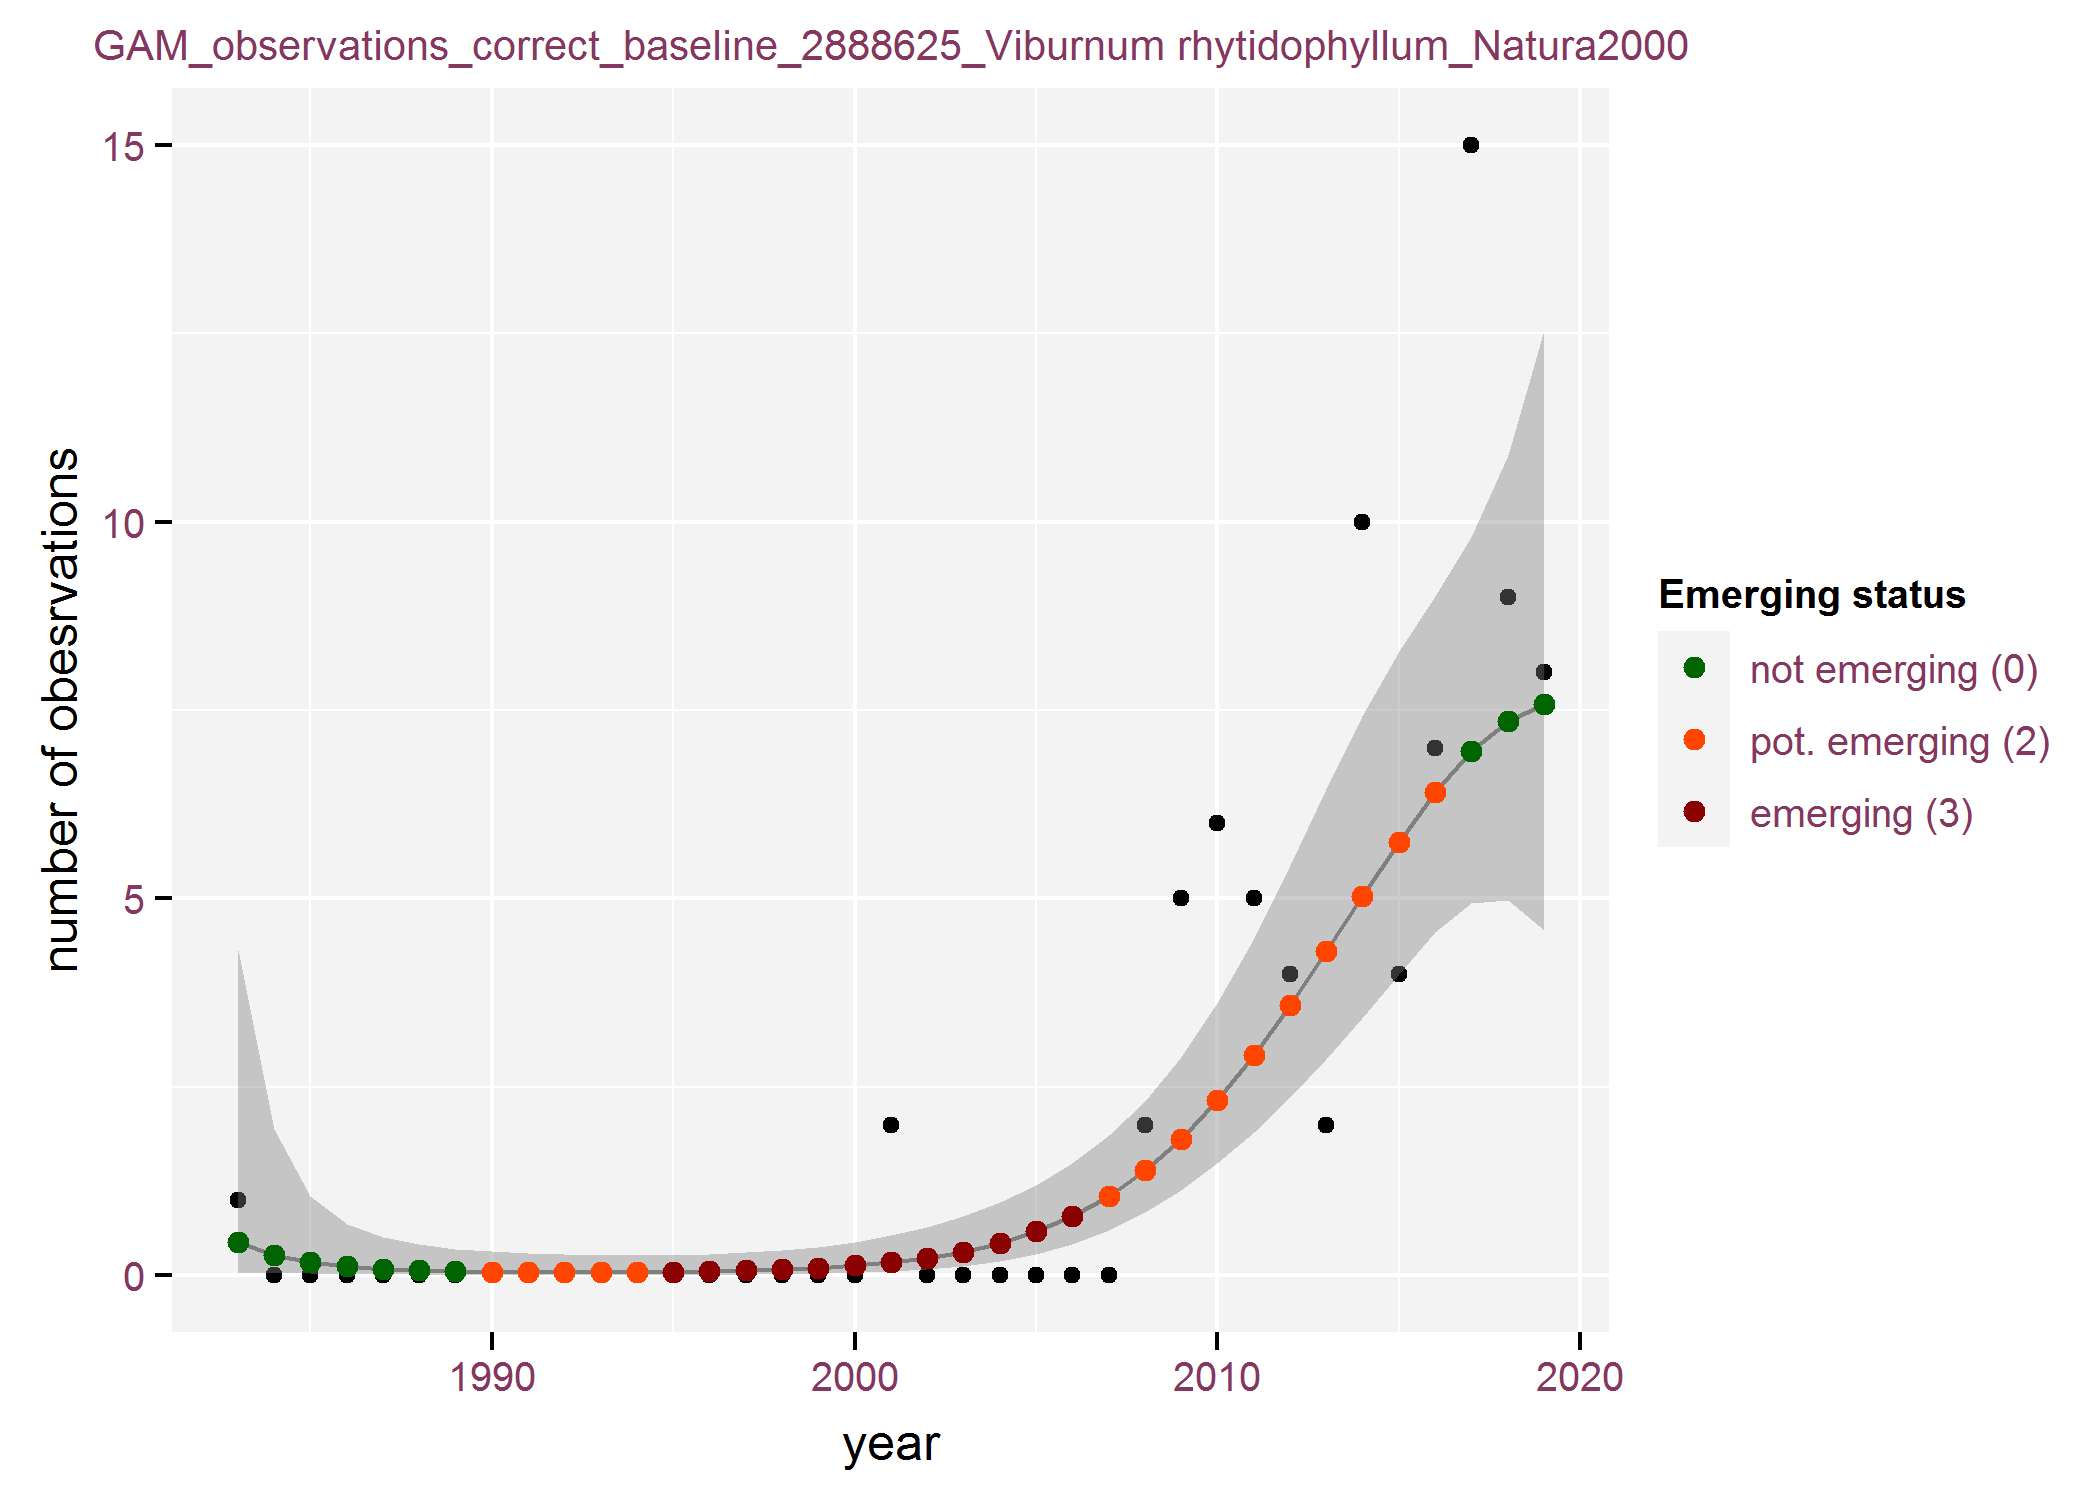 GAM_observations_correct_baseline_2888625_Viburnum rhytidophyllum_Natura2000
15
10
5
0
number of obesrvations
1990
2000
2010
2020
year
Emerging status
not emerging (0)
pot. emerging (2)
emerging (3)